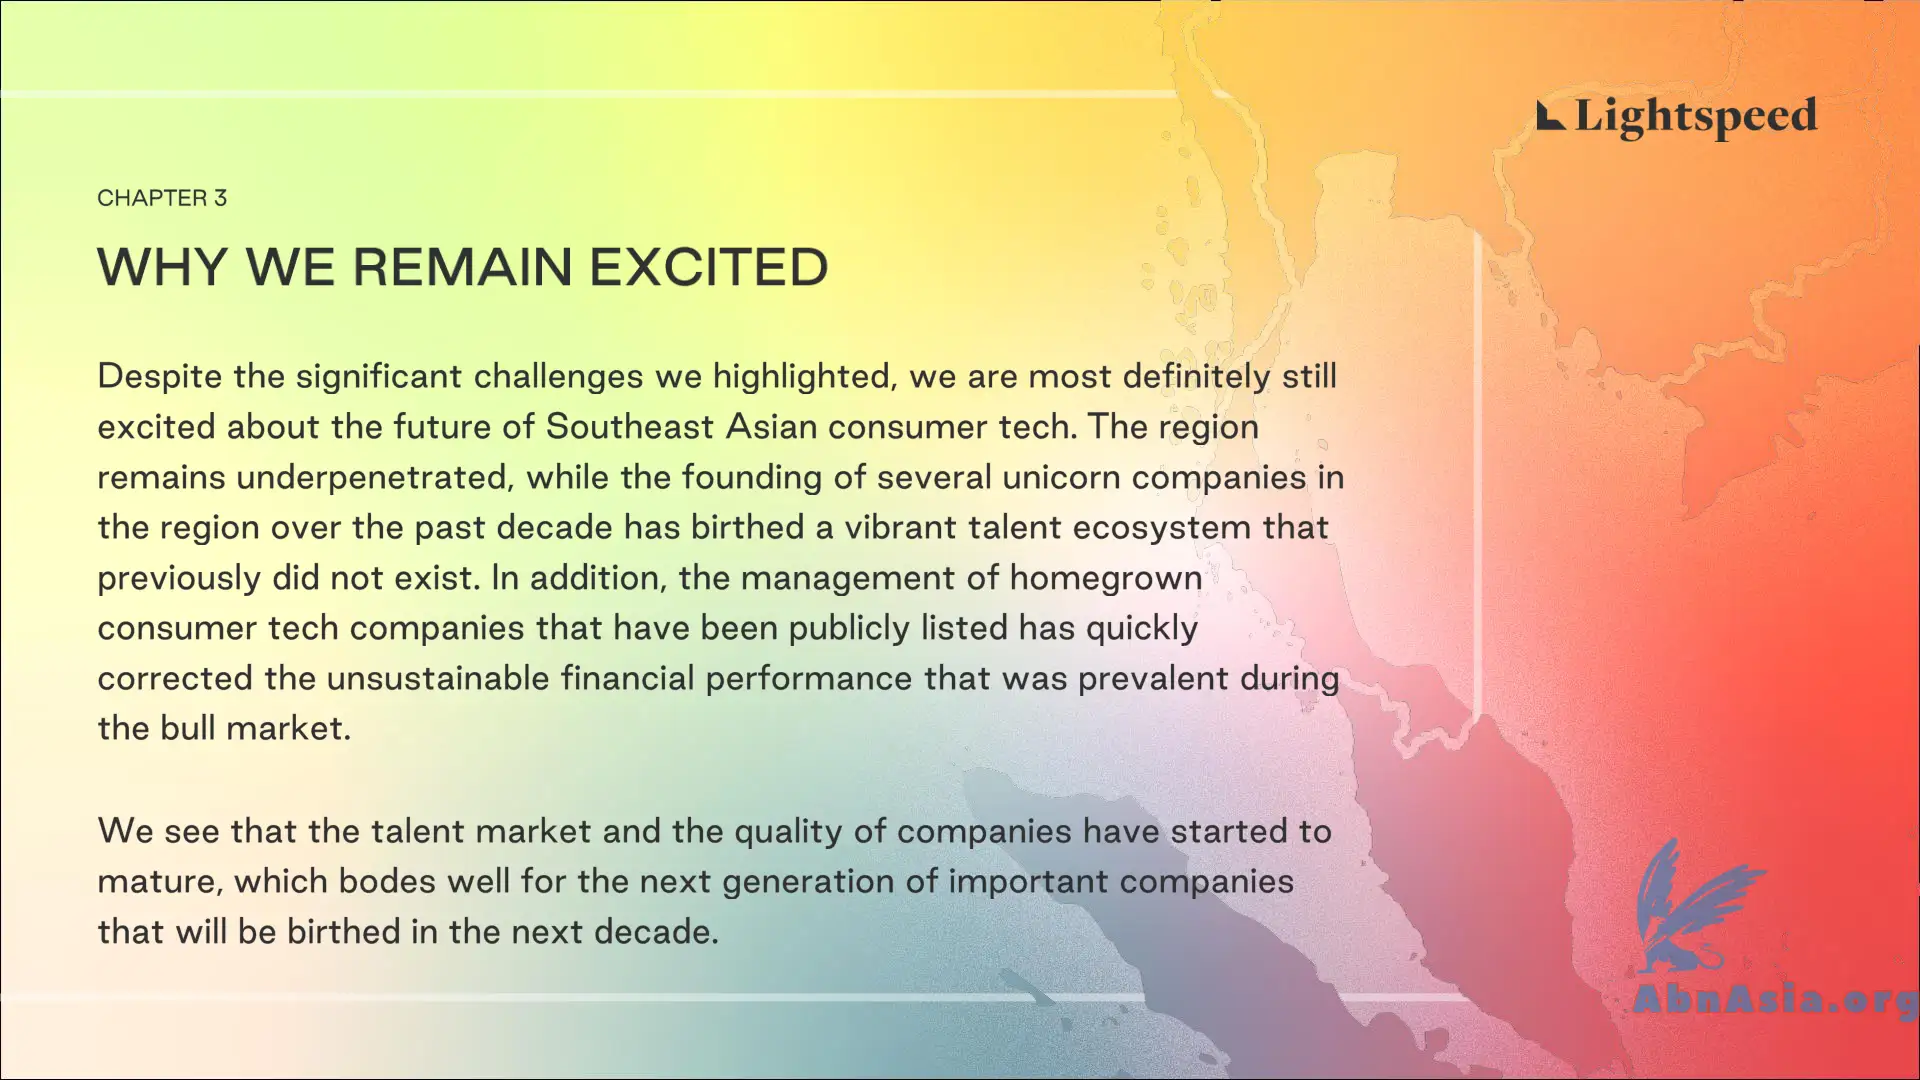 Lightspeed
CHAPTER 3
WHY WE REMAIN EXCITED
Despite the significant challenges we highlighted, we are most definitely still
excited about the future of Southeast Asian consumer tech. The region
remains underpenetrated, while the founding of several unicorn companies in
the region over the past decade has birthed a vibrant talent ecosystem that
previously did not exist. In addition, the management of homegrown
consumer tech companies that have been publicly listed has quickly
corrected the unsustainable financial performance that was prevalent during
the bull market.
We see that the talent market and the quality of companies have started to
mature, which bodes well for the next generation of important companies
that will be birthed in the next decade.
AbnAsia.org